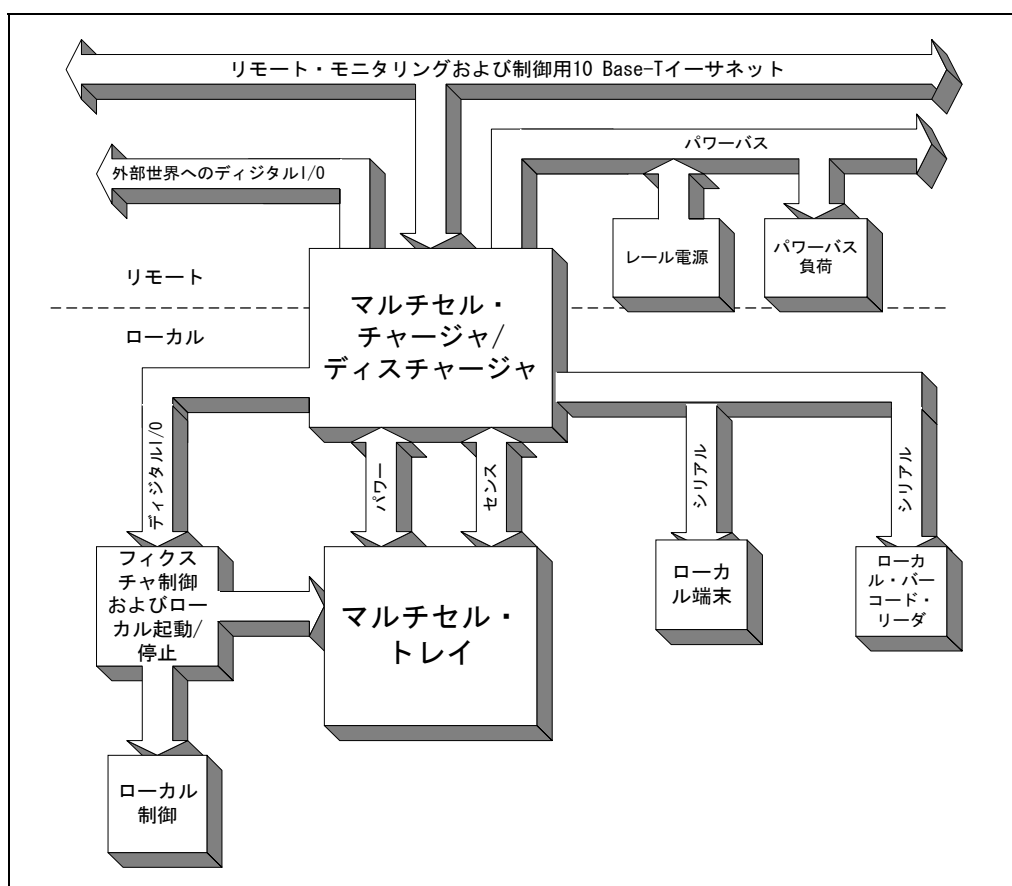 リモート・モニタリングおよび制御用10 Base-Tイーサネット
パワーバス
外部世界へのディジタルI/O
レール電源
パワーバス
負荷
リモート
ローカル
マルチセル・
チャージャ/
ディスチャージャ
ディジタルI/O
パワー
センス
シリアル
シリアル
フィクス
チャ制御
およびロー
カル起動/
停止
マルチセル・
トレイ
ローカ
ル端末
ローカ
ル・バー
コード・
リーダ
ローカル
制御